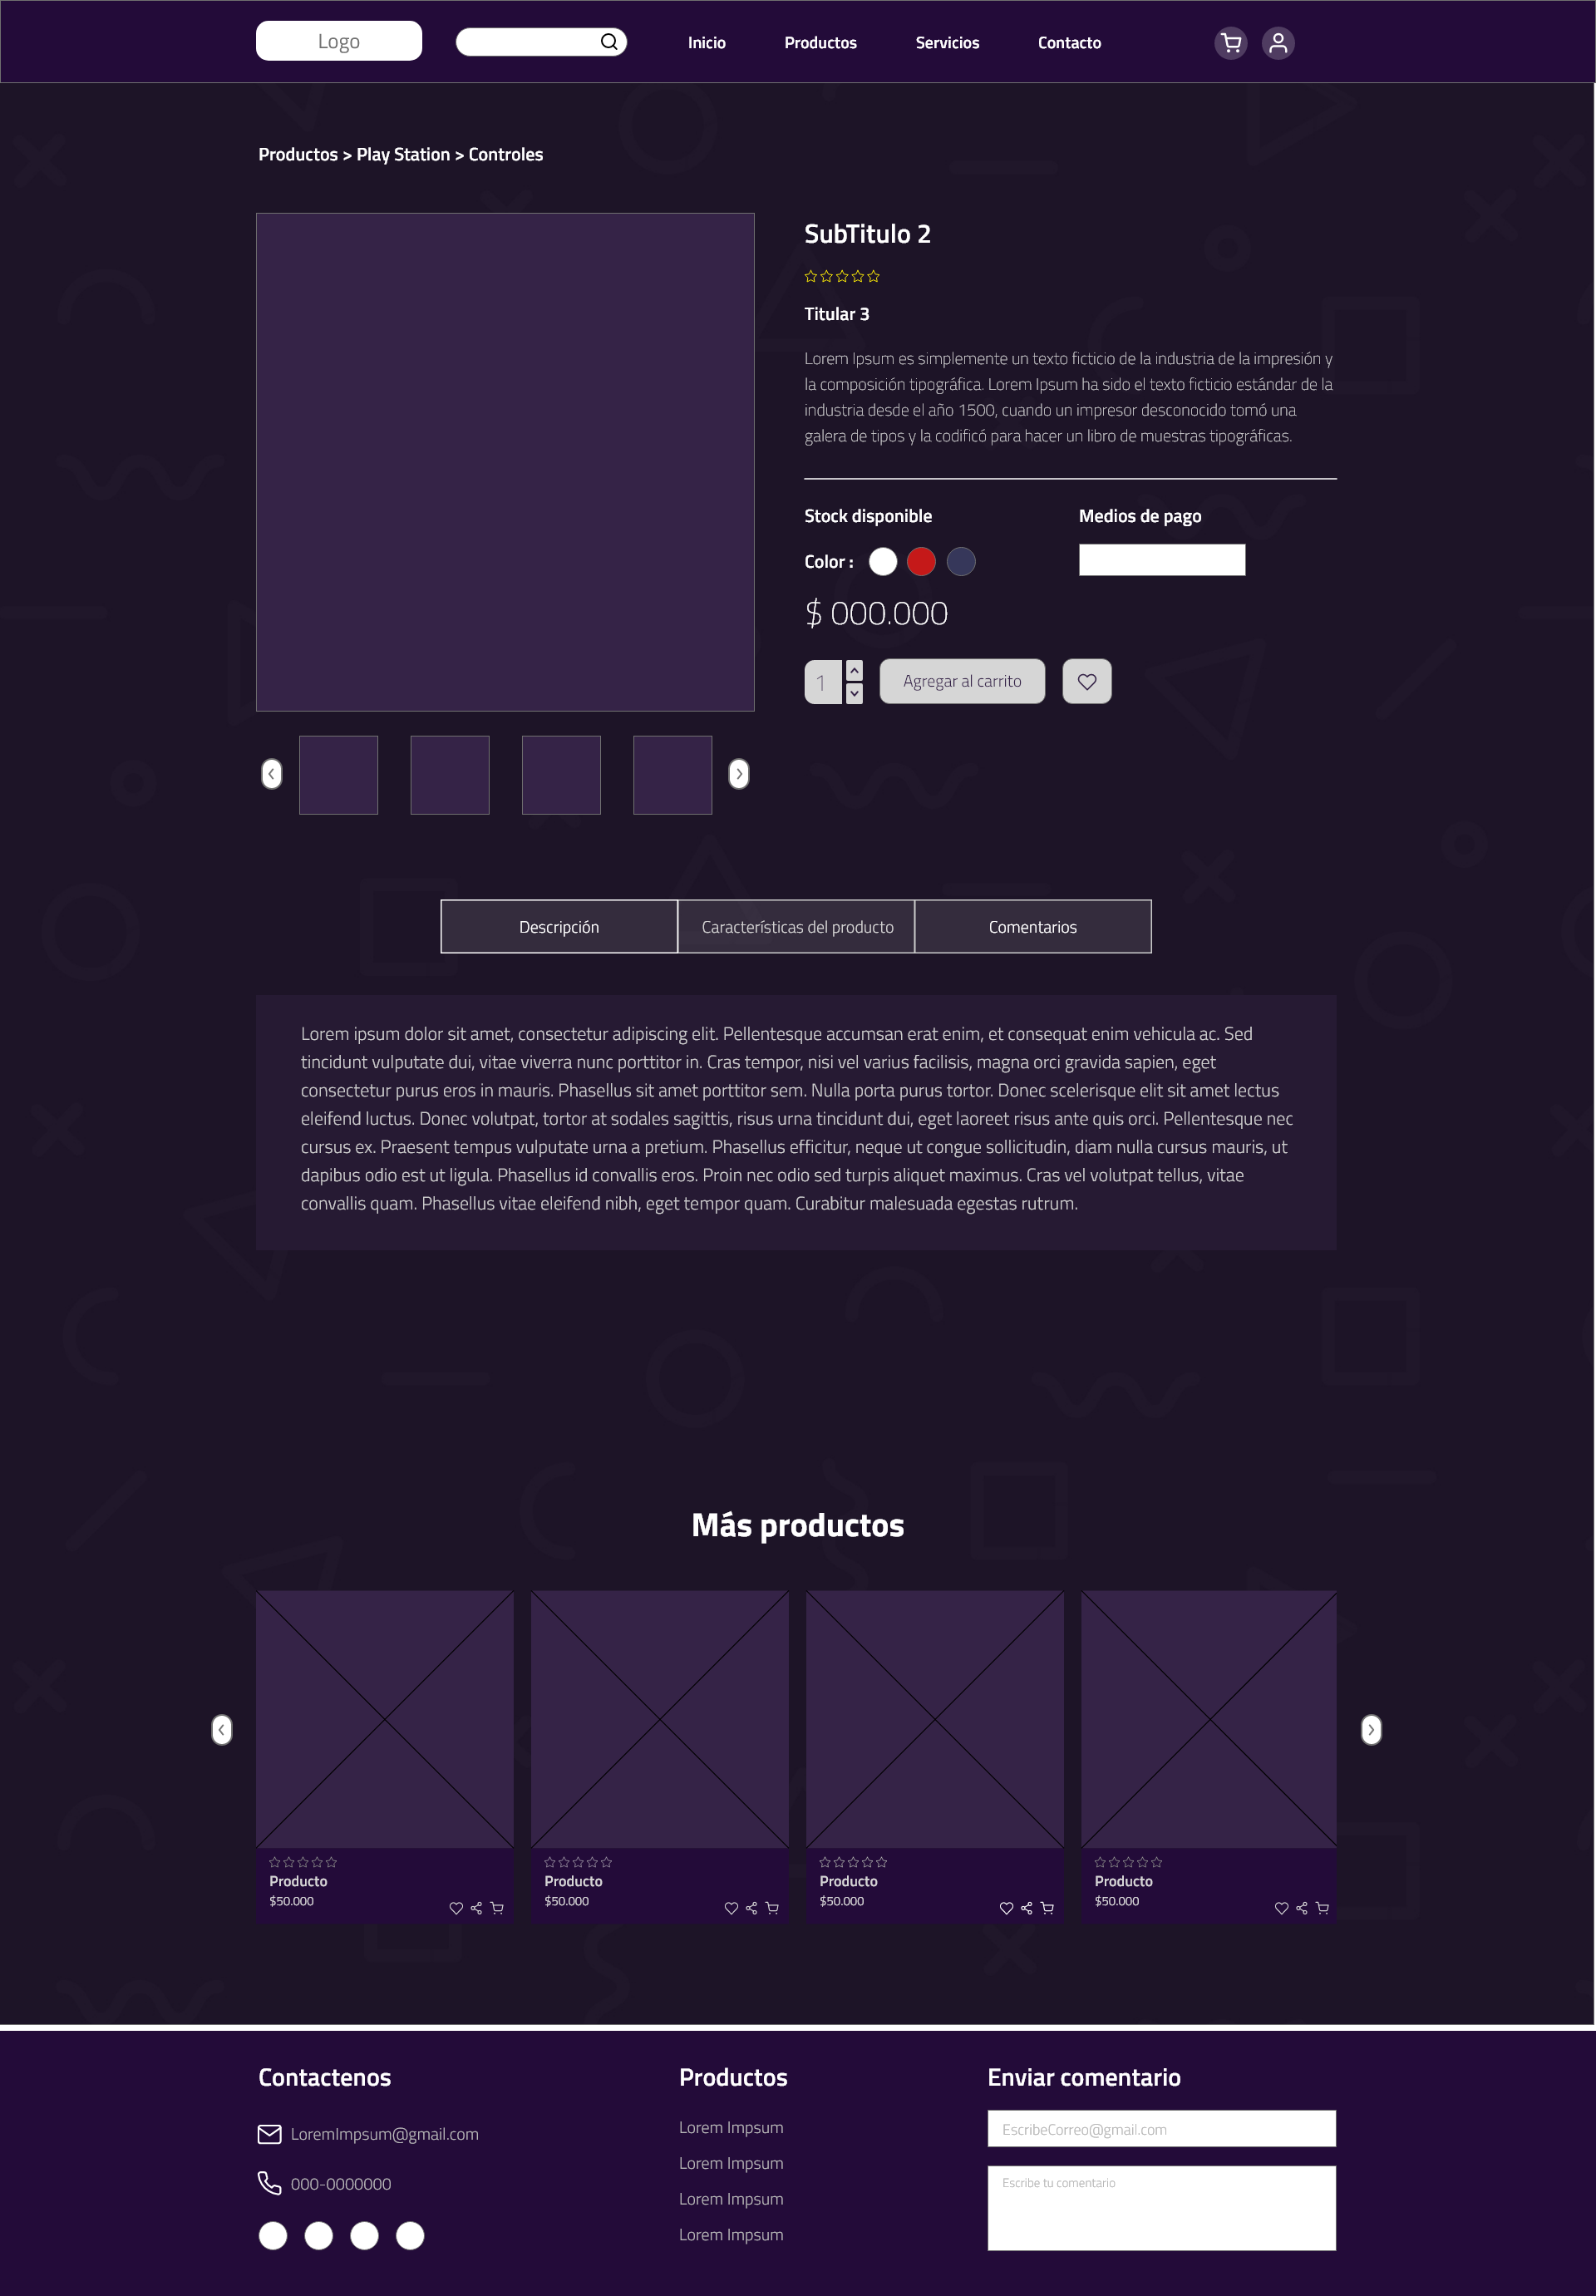 Logo
Inicio
Productos
Servicios
Contacto
Productos > Play Station > Controles
SubTitulo 2
Titular 3
Lorem Ipsum es simplemente un texto ficticio de la industria de la impresión y
la composición tipográfica. Lorem Ipsum ha sido el texto ficticio estándar de la
industria desde el año 1500, cuando un impresor desconocido tomó una
galera de tipos y la codificó para hacer un libro de muestras tipográficas.
Stock disponible
Medios de pago
Color :
$ 000.000
1
Agregar al carrito
Descripción
Características del producto
Comentarios
Lorem ipsum dolor sit amet, consectetur adipiscing elit. Pellentesque accumsan erat enim, et consequat enim vehicula ac. Sed
tincidunt vulputate dui, vitae viverra nunc porttitor in. Cras tempor, nisi vel varius facilisis, magna orci gravida sapien, eget
consectetur purus eros in mauris. Phasellus sit amet porttitor sem. Nulla porta purus tortor. Donec scelerisque elit sit amet lectus
eleifend luctus. Donec volutpat, tortor at sodales sagittis, risus urna tincidunt dui, eget laoreet risus ante quis orci. Pellentesque nec
cursus ex. Praesent tempus vulputate urna a pretium. Phasellus efficitur, neque ut congue sollicitudin, diam nulla cursus mauris, ut
dapibus odio est ut ligula. Phasellus id convallis eros. Proin nec odio sed turpis aliquet maximus. Cras vel volutpat tellus, vitae
convallis quam. Phasellus vitae eleifend nibh, eget tempor quam. Curabitur malesuada egestas rutrum.
Más productos
Producto
$50.000
Producto
$50.000
Producto
$50.000
Producto
$50.000
Contactenos
LoremImpsum@gmail.com
000-0000000
Productos
Lorem Impsum
Lorem Impsum
Lorem Impsum
Lorem Impsum
Enviar comentario
EscribeCorreo@gmail.com
Escribe tu comentario